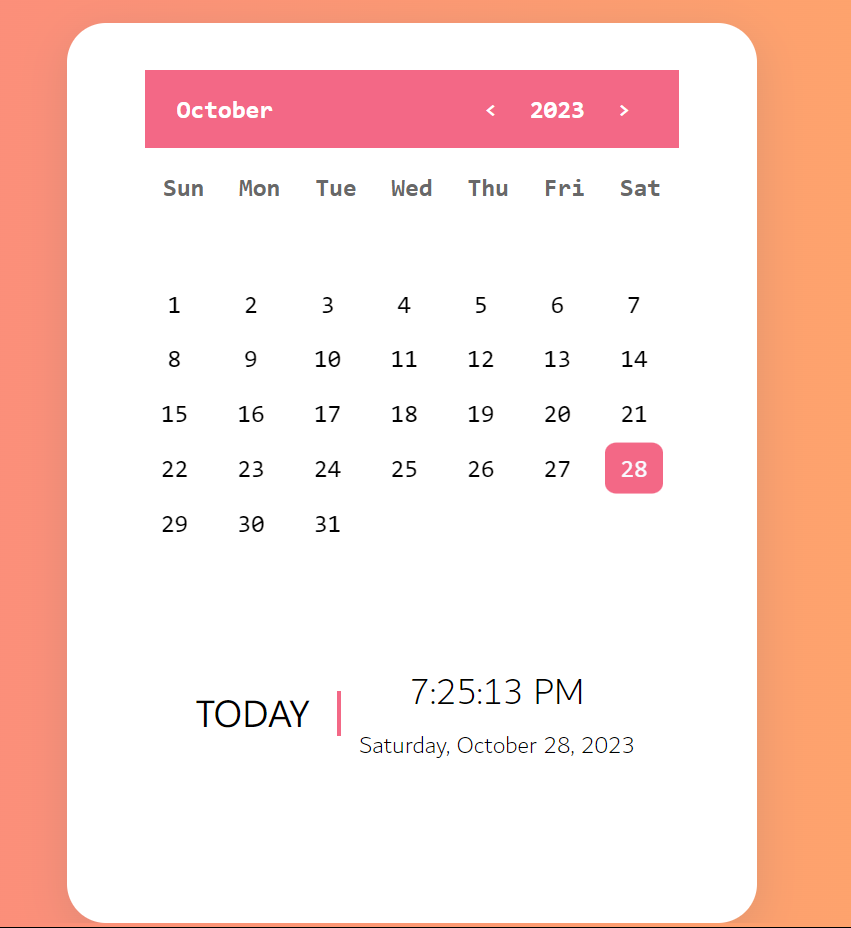 October < 2023 >
Sun Mon Tue Wed Thu Fri Sat
1 2 3 4 5 6 7
8 9 10 11 12 13 14
15 16 17 18 19 20 21
22 23 24 25 26 27 28
29 30 31
7:25:13 PM
TODAY
Saturday, October 28, 2023